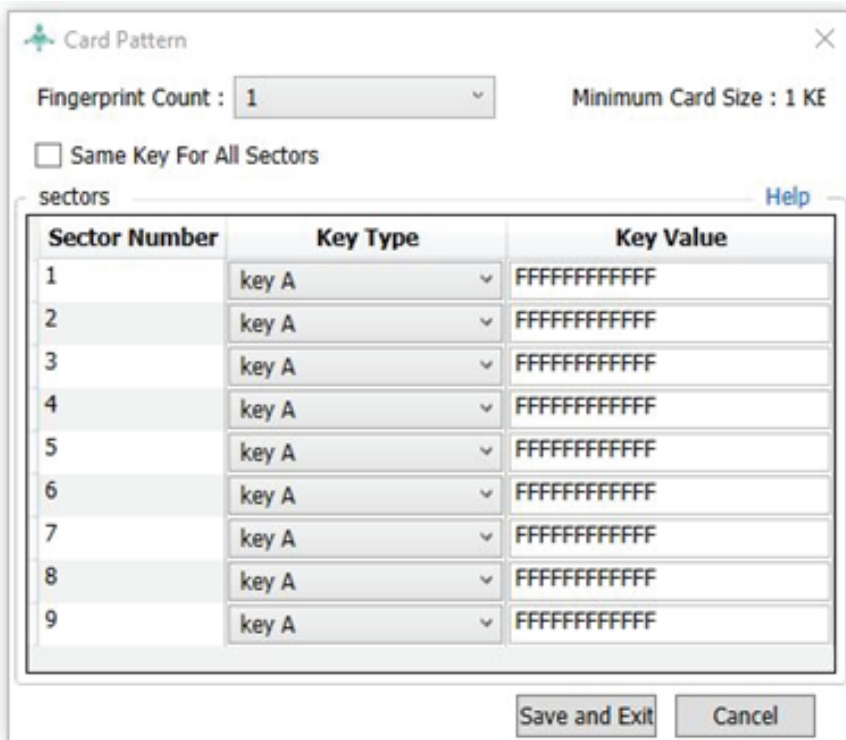 Card Pattern
Fingerprint Count : 1 Minimum Card Size : 1 KE
Same Key For All Sectors
sectors Help
Sector Number Key Type Key Value
1 key A FFFFFFFFFFFF
2 key A FFFFFFFFFFFF
3 key A FFFFFFFFFFFF
4 key A FFFFFFFFFFFF
5 key A FFFFFFFFFFFF
6 key A FFFFFFFFFFFF
7 key A FFFFFFFFFFFF
8 key A FFFFFFFFFFFF
9 key A FFFFFFFFFFFF
Save and Exit Cancel